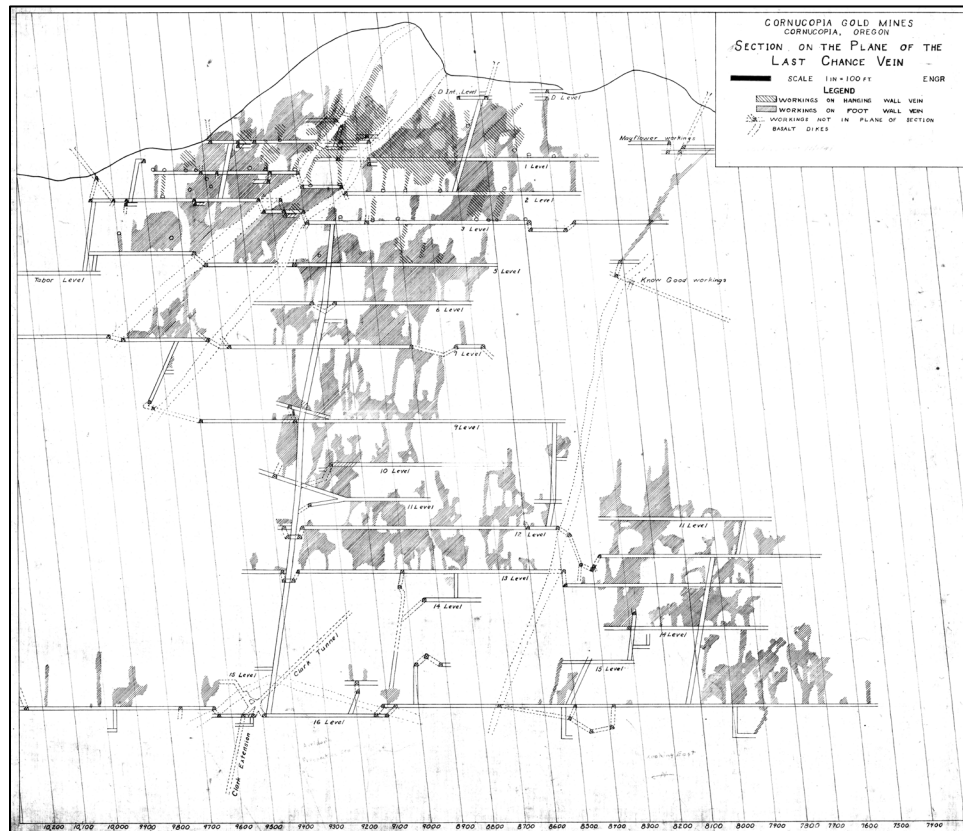 CORNUCOPIA GOLD MINES
CORNUCOPIA, OREGON
SECTION ON THE PLANE OF THE
LAST CHANCE VEIN
SCALE 1 IN = 100 FT. ENGR
LEGEND
WORKINGS ON HANGING WALL VEIN
WORKINGS ON FOOT WALL VEIN
WORKINGS NOT IN PLANE OF SECTION
BASALT DIKES
D Int. Level
D Level
Mayflower workings
1 Level
2 Level
3 Level
Tabor Level
5 Level
Know Good workings
6 Level
7 Level
9 Level
10 Level
11 Level
11 Level
12 Level
13 Level
14 Level
14 Level
Clark Tunnel
15 Level
15 Level
16 Level
Clark Extension
10,200 10,100 10,000 9900 9800 9700 9600 9500 9400 9300 9200 9100 9000 8900 8800 8700 8600 8500 8400 8300 8200 8100 8000 7900 7800 7700 7600 7500 7400